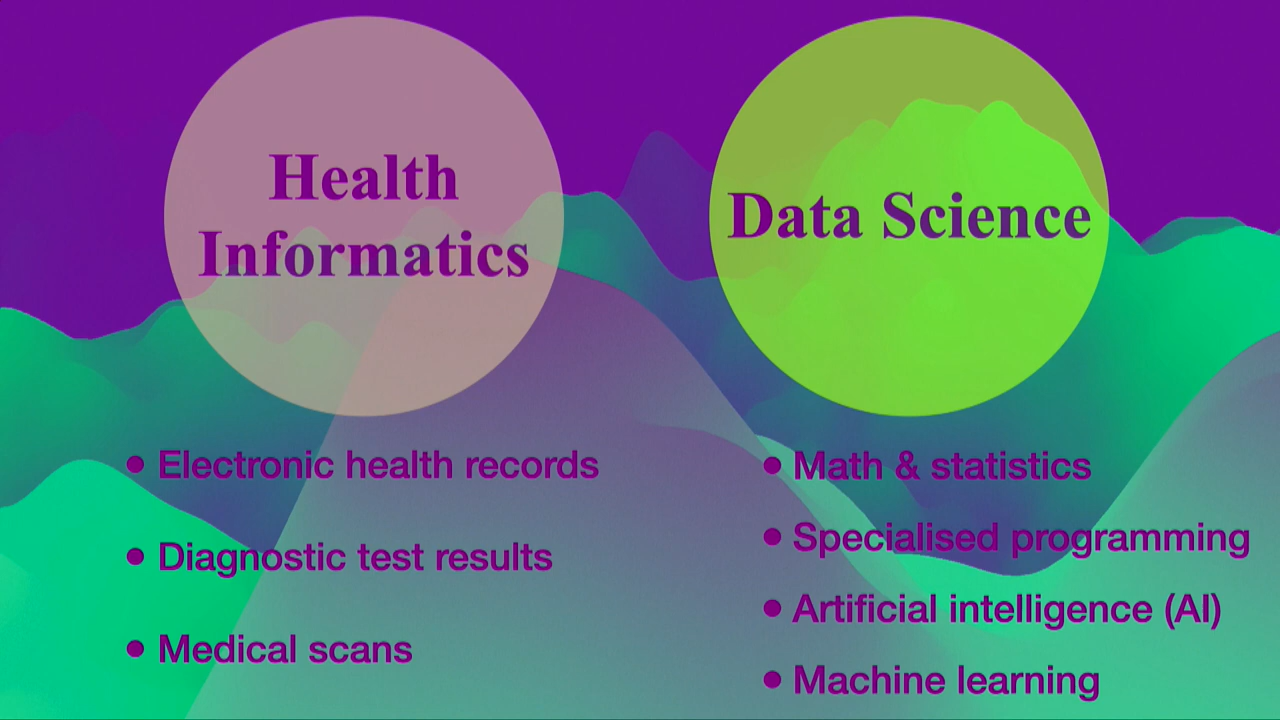 Health
Informatics
• Electronic health records
• Diagnostic test results
• Medical scans
Data Science
• Math & statistics
• Specialised programming
• Artificial intelligence (AI)
• Machine learning